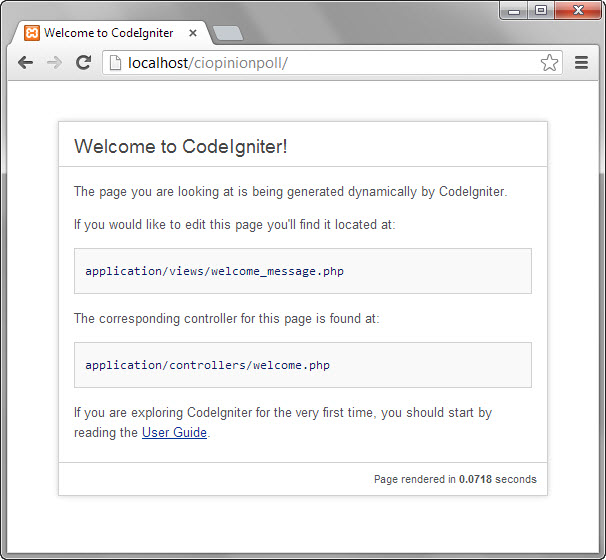 Welcome to CodeIgniter
localhost/ciopinionpoll/
Welcome to CodeIgniter!
The page you are looking at is being generated dynamically by CodeIgniter.
If you would like to edit this page you'll find it located at:
application/views/welcome_message.php
The corresponding controller for this page is found at:
application/controllers/welcome.php
If you are exploring CodeIgniter for the very first time, you should start by
reading the User Guide.
Page rendered in 0.0718 seconds